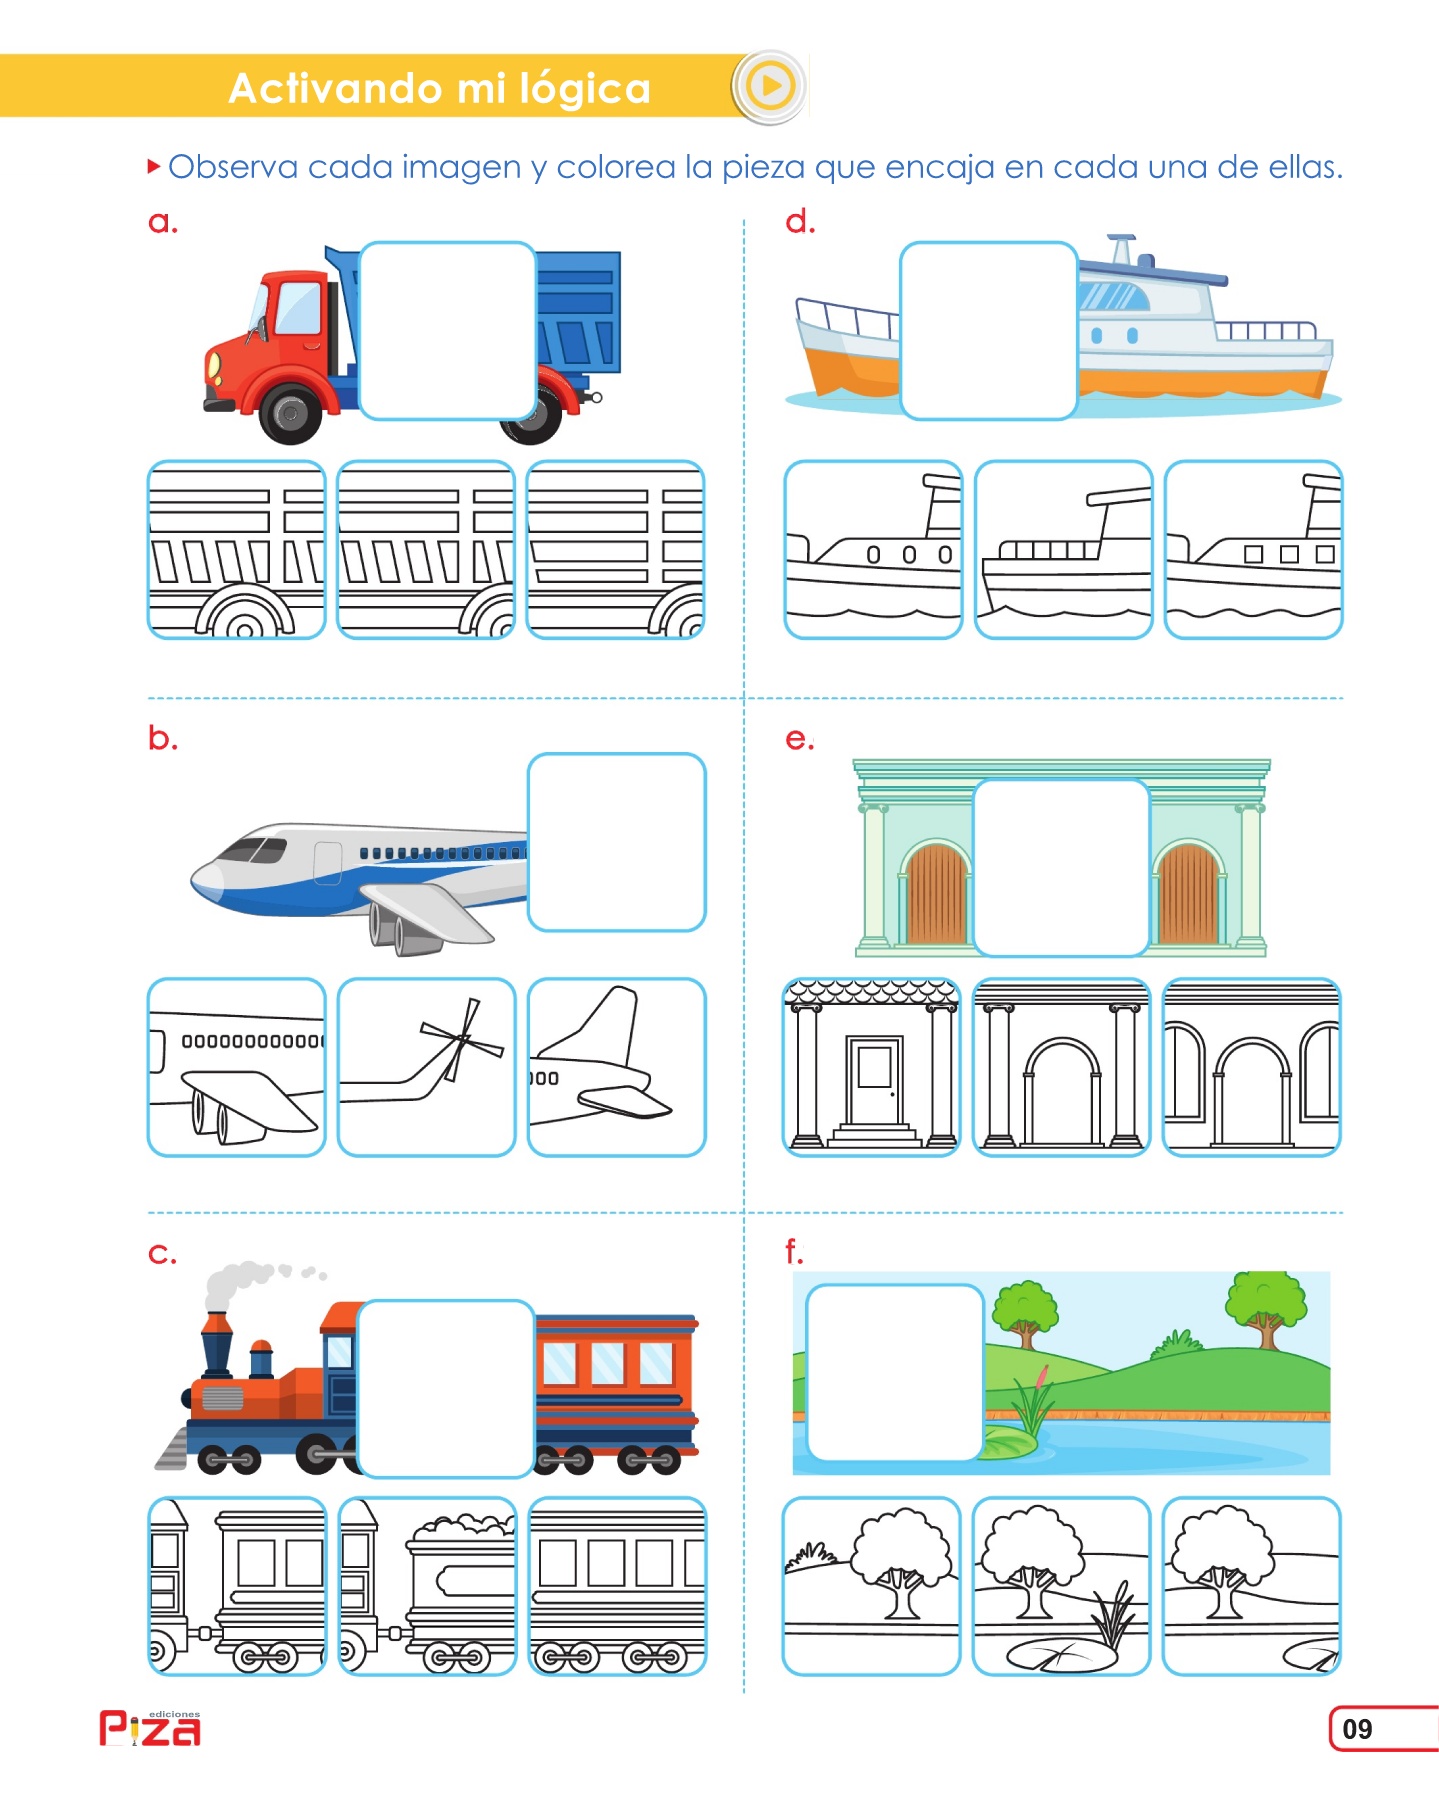 Activando mi lógica
Observa cada imagen y colorea la pieza que encaja en cada una de ellas.
a.
d.
b.
e.
c.
f.
ediciones
Piza
09